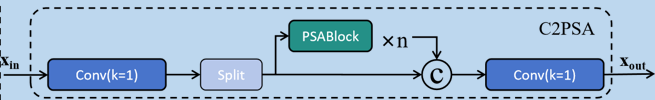 C2PSA
PSABlock
×n
x_in
Conv(k=1)
Split
C
Conv(k=1)
x_out